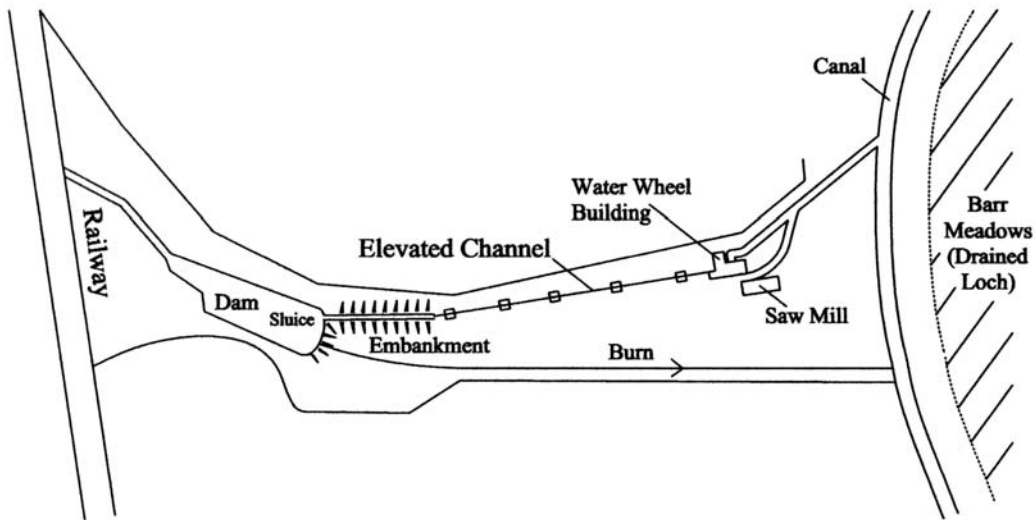 Canal
Water Wheel
Building
Barr
Meadows
(Drained
Loch)
Railway
Elevated Channel
Dam
Sluice
Saw Mill
Embankment
Burn